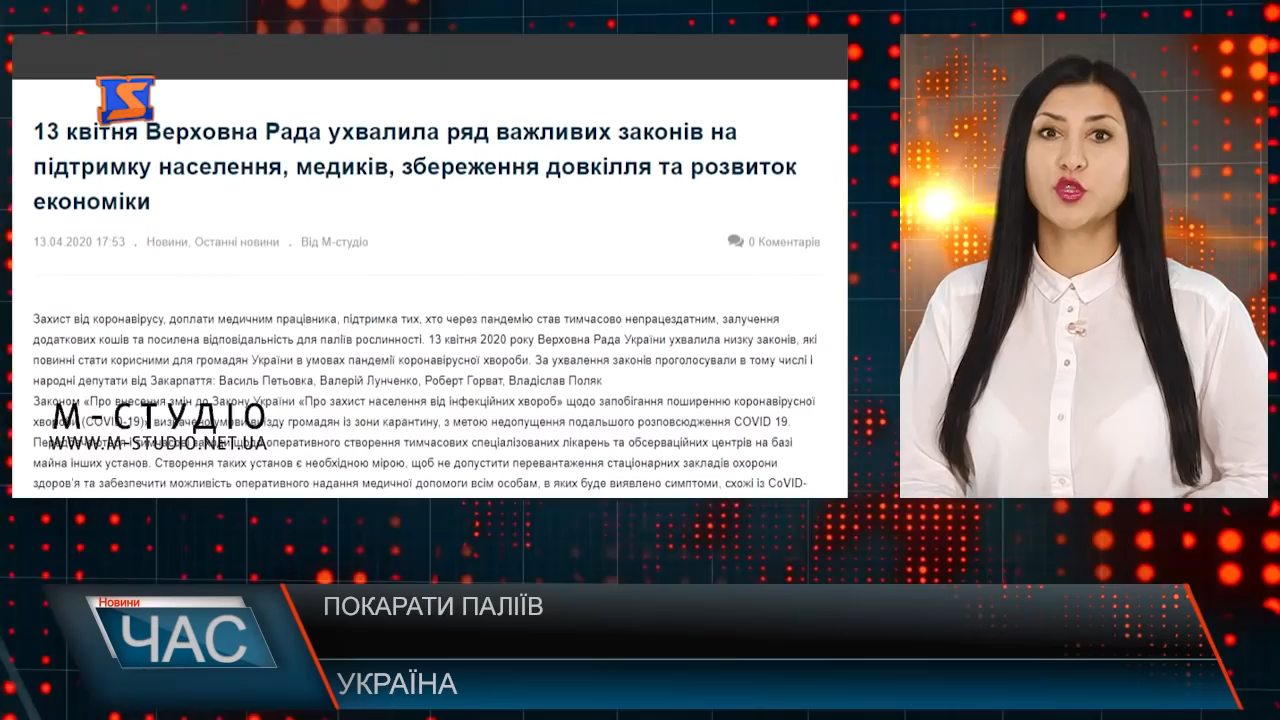 13 квітня Верховна Рада ухвалила ряд важливих законів на
підтримку населення, медиків, збереження довкілля та розвиток
економіки
13.04.2020 17:53 . Новини, Останні новини . Від М-студіо
0 Коментарів
Захист від коронавірусу, доплати медичним працівника, підтримка тих, хто через пандемію став тимчасово непрацездатним, залучення
додаткових коштів та посилена відповідальність для паліїв рослинності. 13 квітня 2020 року Верховна Рада України ухвалила низку законів, які
повинні стати корисними для громадян України в умовах пандемії коронавірусної хвороби. За ухвалення законів проголосували в тому числі і
народні депутати від Закарпаття: Василь Петьовка, Валерій Лунченко, Роберт Горват, Владіслав Поляк
Законом «Про внесення змін до Закону України «Про захист населення від інфекційних хвороб» щодо запобігання поширенню коронавірусної
хвороби (COVID-19)» визначено умови виїзду громадян із зони карантину, з метою недопущення подальшого розповсюдження COVID 19.
оперативного створення тимчасових спеціалізованих лікарень та обсерваційних центрів на базі
майна інших установ. Створення таких установ є необхідною мірою, щоб не допустити перевантаження стаціонарних закладів охорони
здоров'я та забезпечити можливість оперативного надання медичної допомоги всім особам, в яких буде виявлено симптоми, схожі із CoViD-
М-СТУДІО
WWW.M-STUDIO.NET.UA
Новини
ЧАС
ПОКАРАТИ ПАЛІЇВ
УКРАЇНА